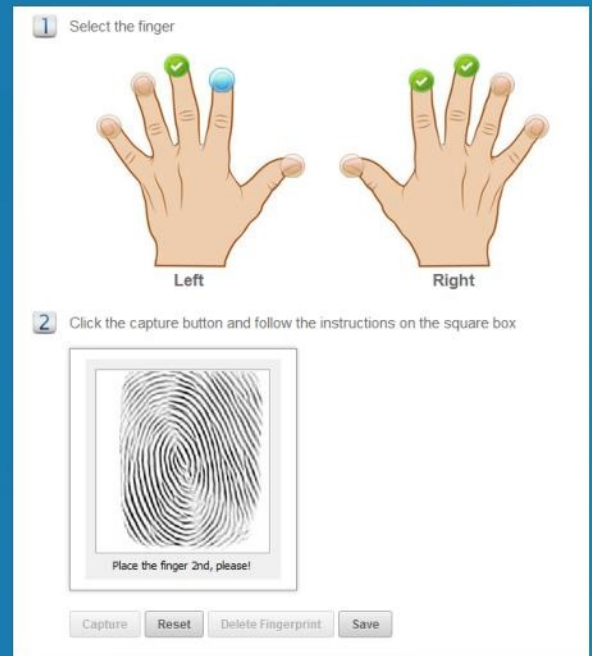 1 Select the finger
Left Right
2 Click the capture button and follow the instructions on the square box
Place the finger 2nd, please!
Capture Reset Delete Fingerprint Save